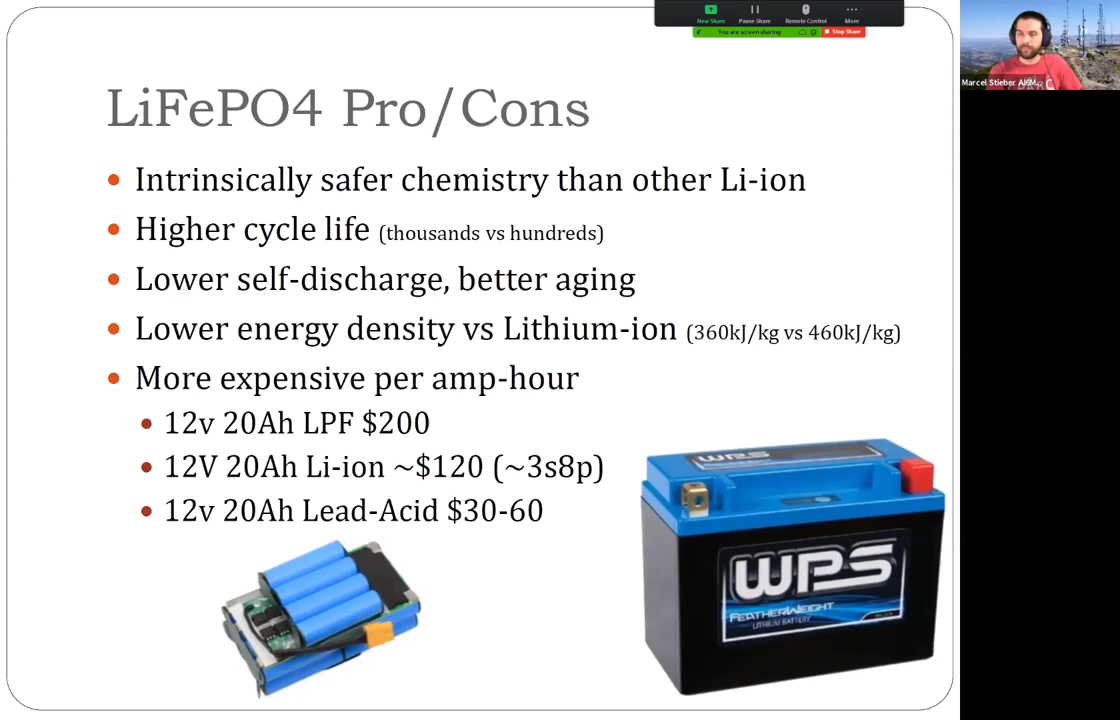 New Share
Pause Share
Remote Control
More
You are screen sharing
Stop Share
LiFePO4 Pro/Cons
Intrinsically safer chemistry than other Li-ion
Higher cycle life (thousands vs hundreds)
Lower self-discharge, better aging
Lower energy density vs Lithium-ion (360kJ/kg vs 460kJ/kg)
More expensive per amp-hour
12v 20Ah LPF $200
12V 20Ah Li-ion ~$120 (~3s8p)
12v 20Ah Lead-Acid $30-60
WPS
WPS
FEATHERWEIGHT
LITHIUM BATTERY
Marcel Stieber AI6M...